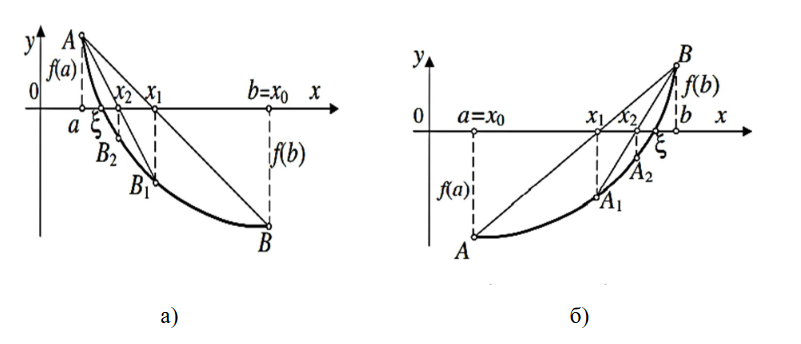 y A
f(a)
0 x₂ x₁ b=x₀ x
a ξ
B₂ f(b)
B₁
B
а)
y B
f(b)
0 a=x₀ x₁ x₂ b x
ξ
A₂
f(a) A₁
A
б)